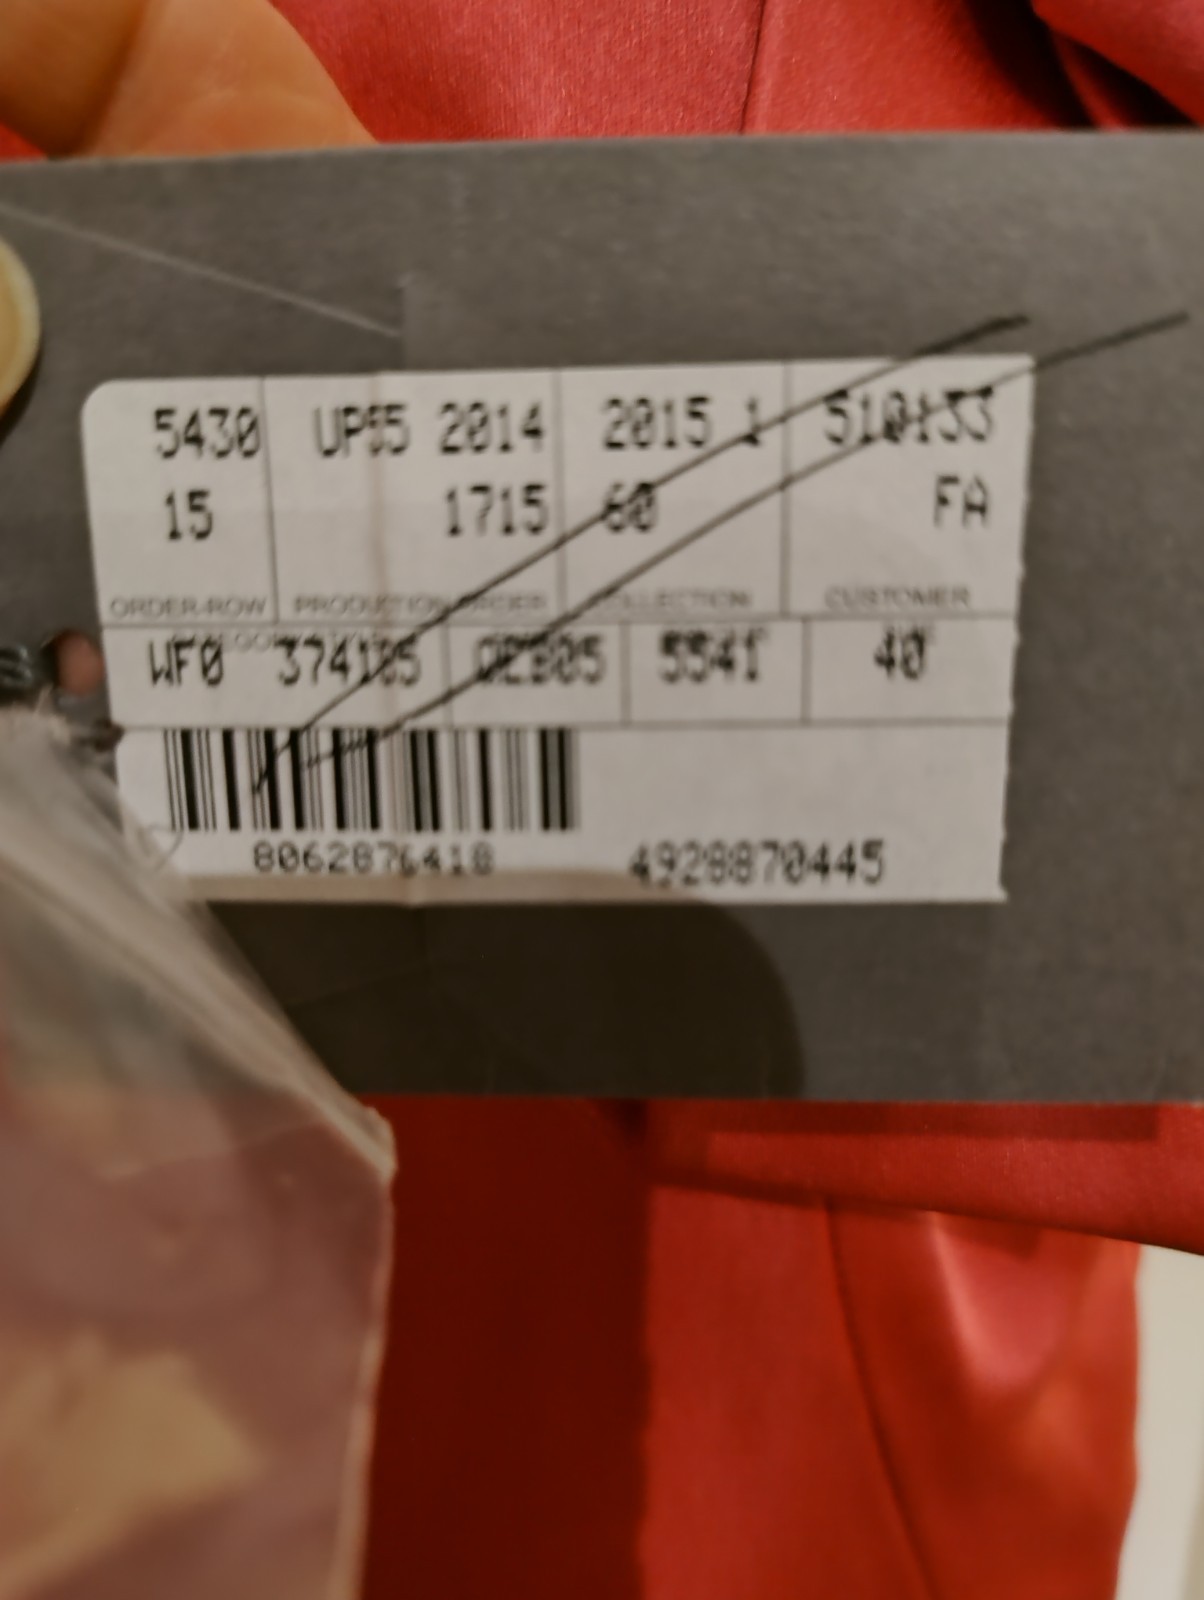 5430 UP55 2014 2015 1 510133
15 1715 60 FA
ORDER-ROW PRODUCTION ORDER COLLECTION CUSTOMER
WF0 374105 QEB05 5541 40
8062876418 4928870445